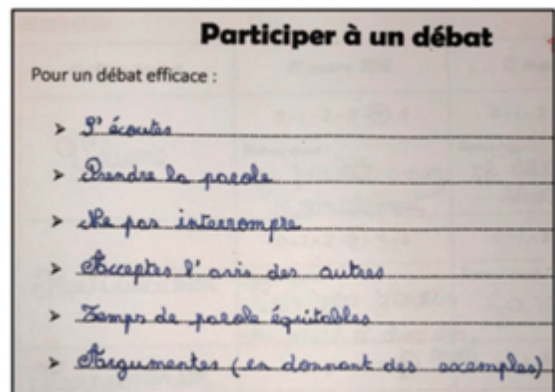 Participer à un débat
Pour un débat efficace :
➤ S'écouter
➤ Prendre la parole
➤ Ne pas interrompre
➤ Accepter l'avis des autres
➤ Temps de parole équitables
➤ Argumenter (en donnant des exemples)